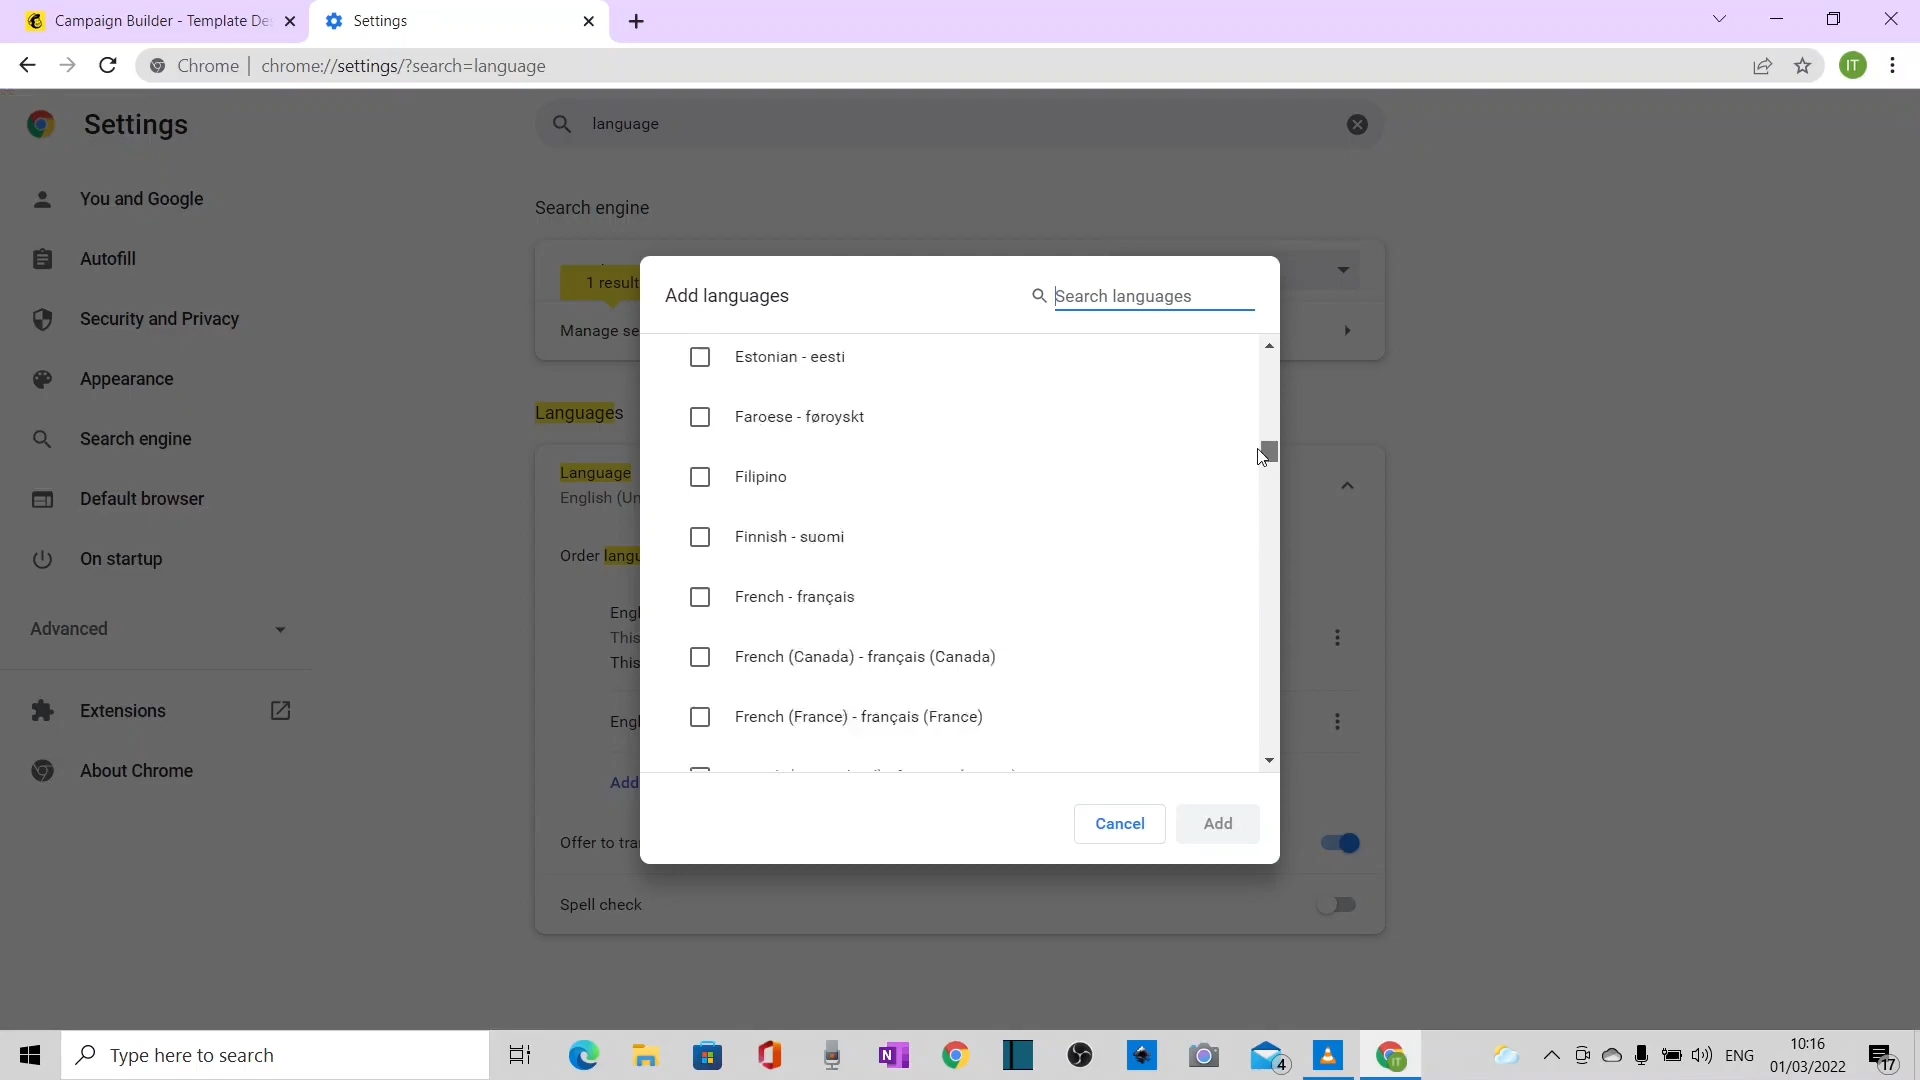 Campaign Builder - Template De
Settings
Chrome
chrome://settings/?search=language
IT
Settings
language
You and Google
Autofill
Security and Privacy
Appearance
Search engine
Default browser
On startup
Advanced
Extensions
About Chrome
Search engine
1 result
Manage se
Languages
Language
English (Un
Order langu
Engl
This
This
Engl
Add
Offer to tra
Spell check
Add languages
Search languages
Estonian - eesti
Faroese - føroyskt
Filipino
Finnish - suomi
French - français
French (Canada) - français (Canada)
French (France) - français (France)
Cancel
Add
Type here to search
N
4
IT
ENG
10:16
01/03/2022
17